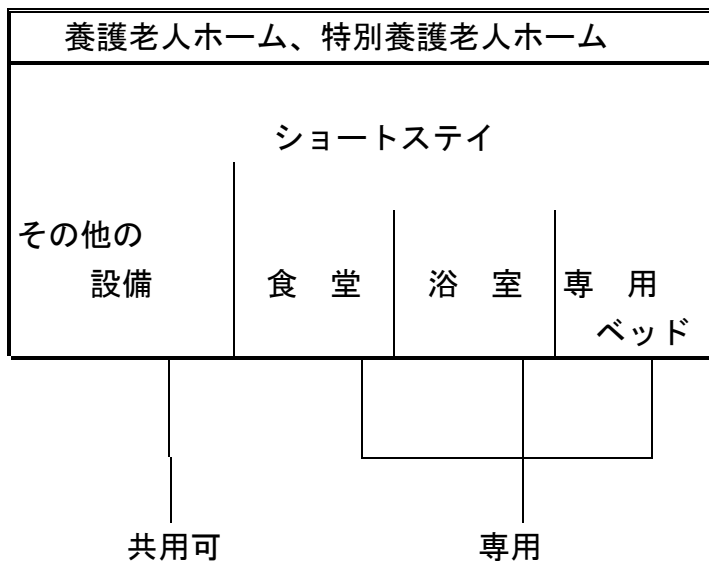 養護老人ホーム、特別養護老人ホーム
ショートステイ
その他の
設備
食　堂
浴　室
専　用
ベッド
共用可
専用